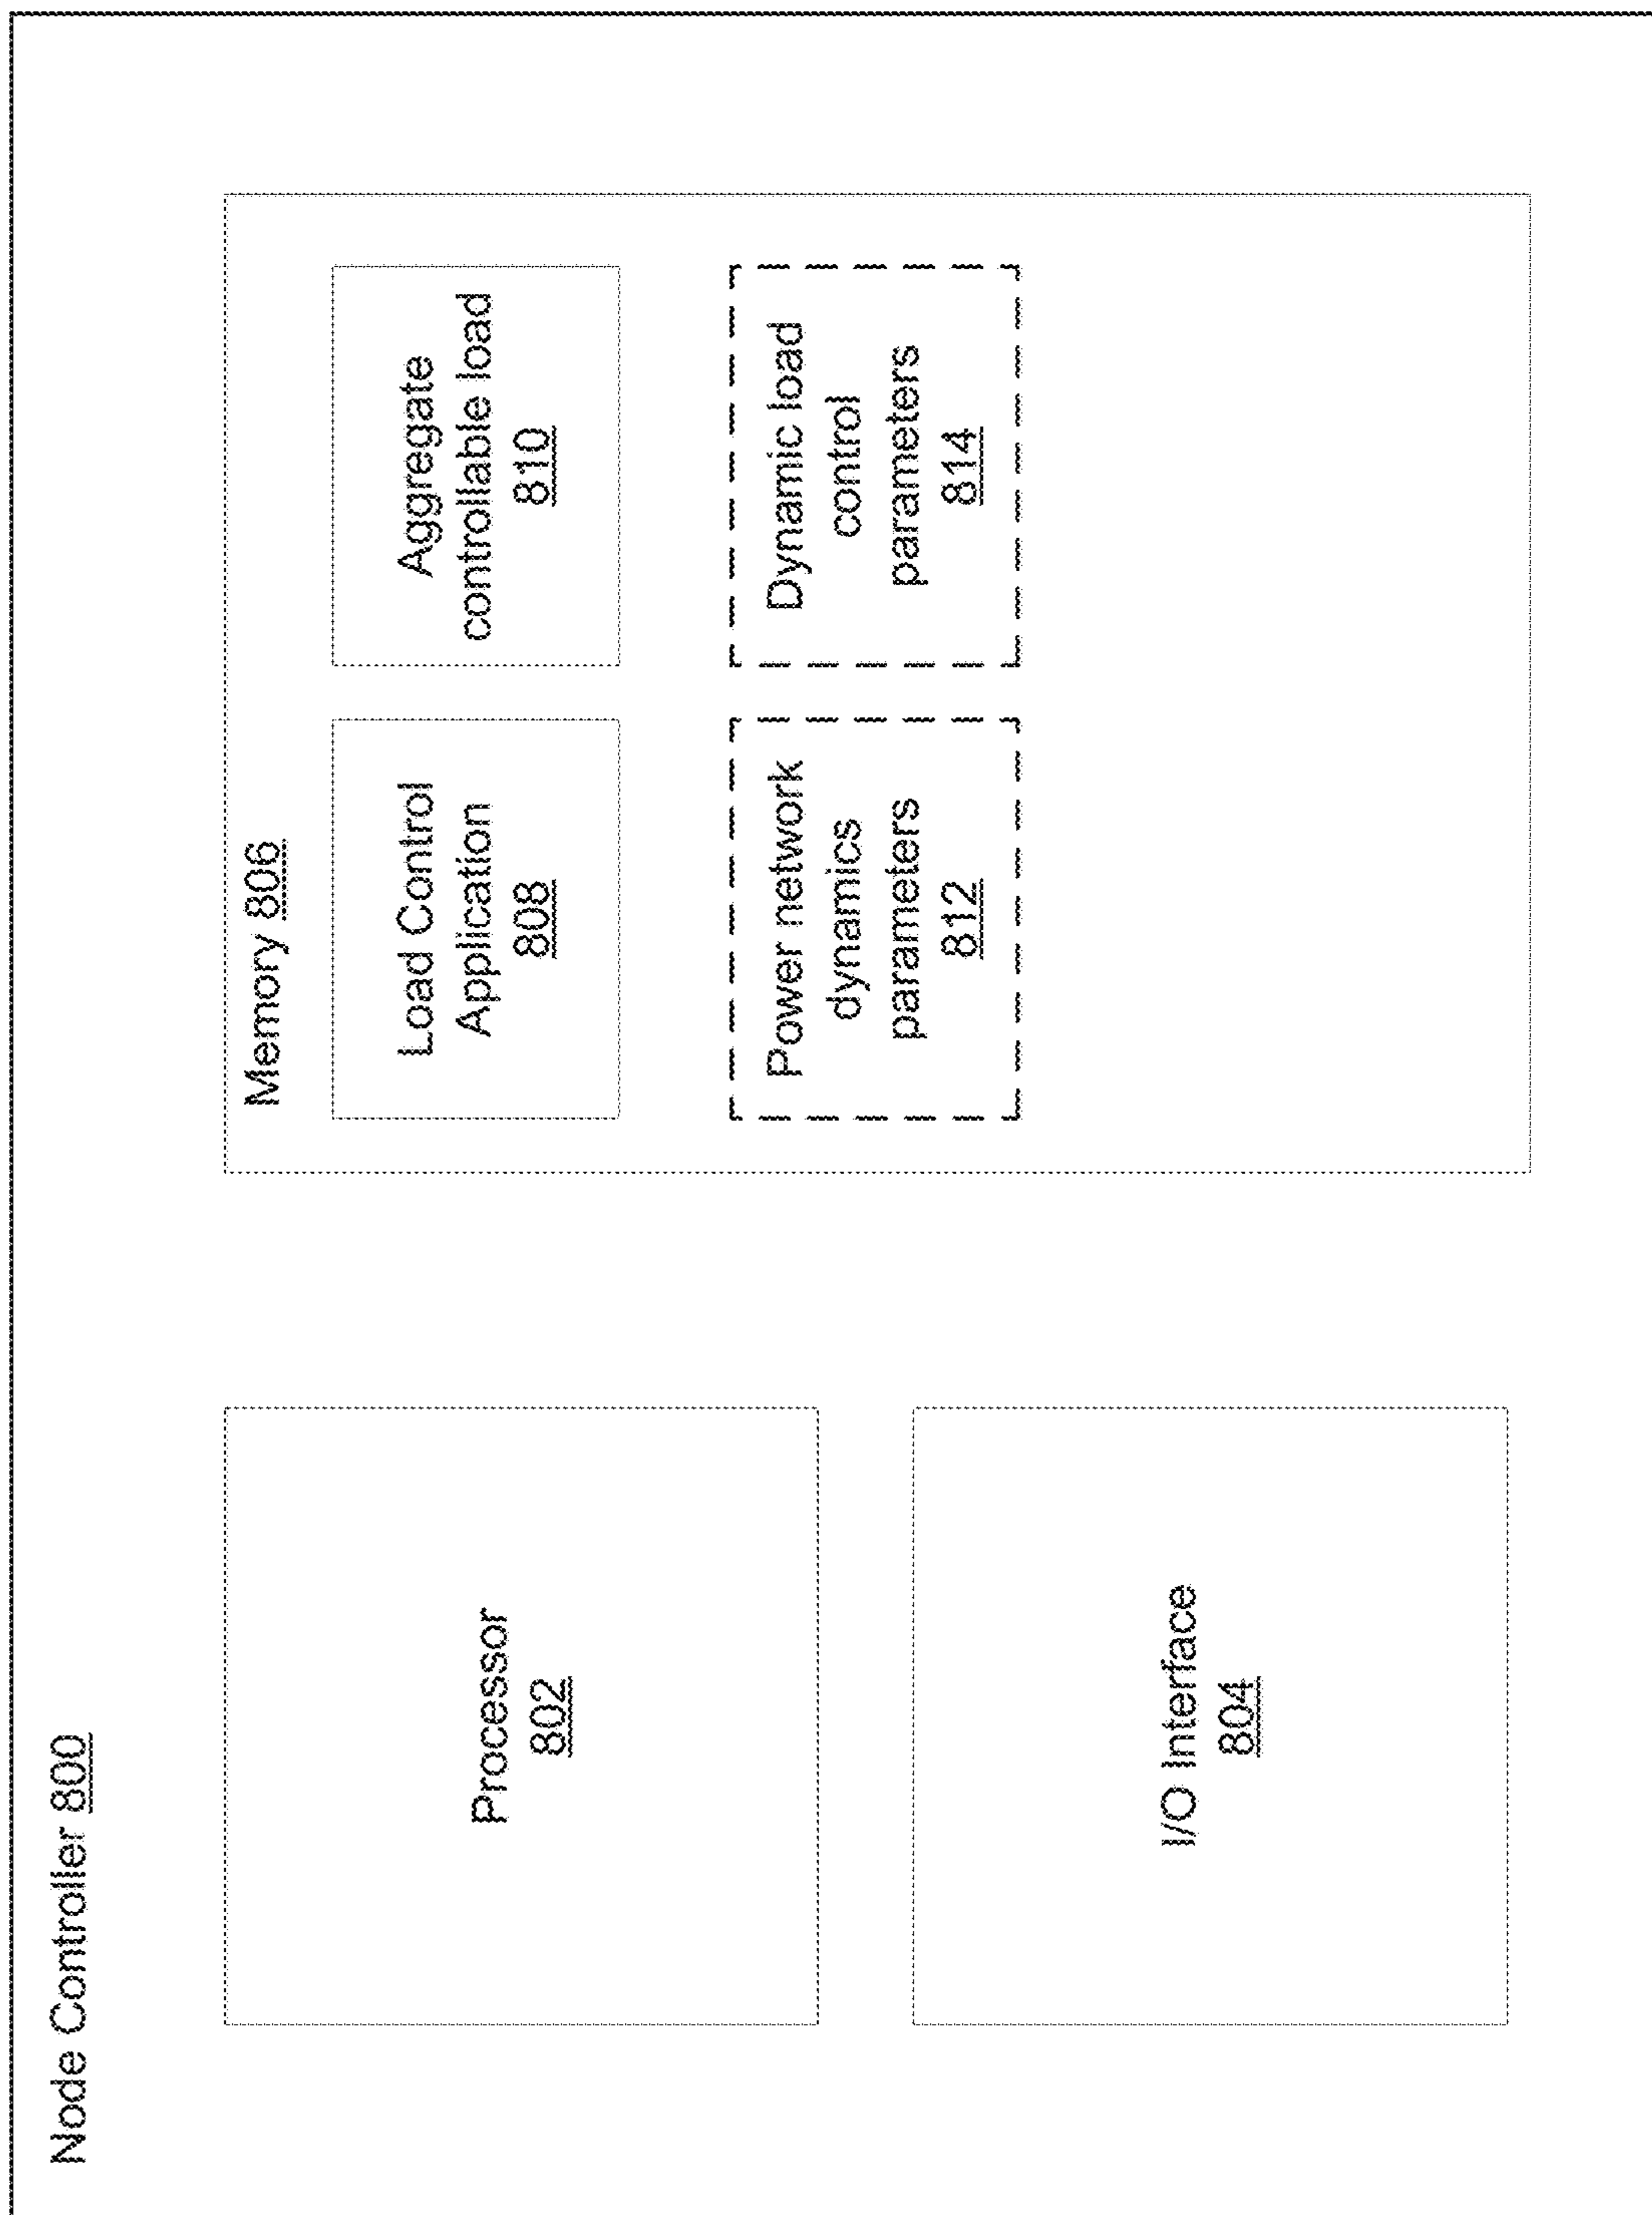 Node Controller 800
Processor
802
I/O Interface
804
Memory 806
Load Control
Application
808
Aggregate
controllable load
810
Power network
dynamics
parameters
812
Dynamic load
control
parameters
814